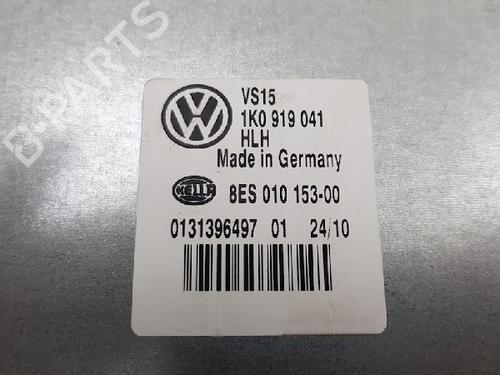 B-PARTS
VS15
1K0 919 041
HLH
Made in Germany
HELLA 8ES 010 153-00
0131396497 01 24/10